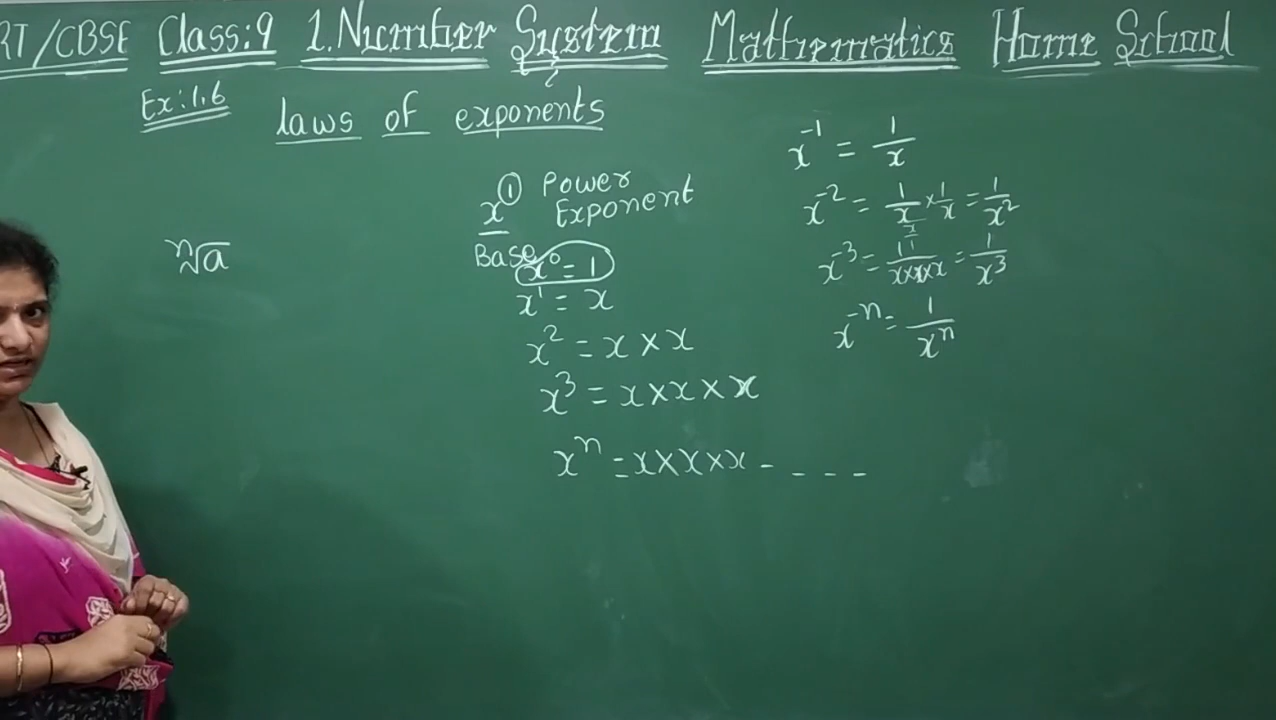 RT/CBSE Class:9 1.Number System Mathematics Home School
Ex:1.6
laws of exponents
ⁿ√a
x¹ Power
Exponent
Base
x⁰ = 1
x¹ = x
x² = x × x
x³ = x × x × x
xⁿ = x × x × x - - - -
x⁻¹ = 1/x
x⁻² = 1/x × 1/x = 1/x²
x⁻³ = 1/x×x×x = 1/x³
x⁻ⁿ = 1/xⁿ